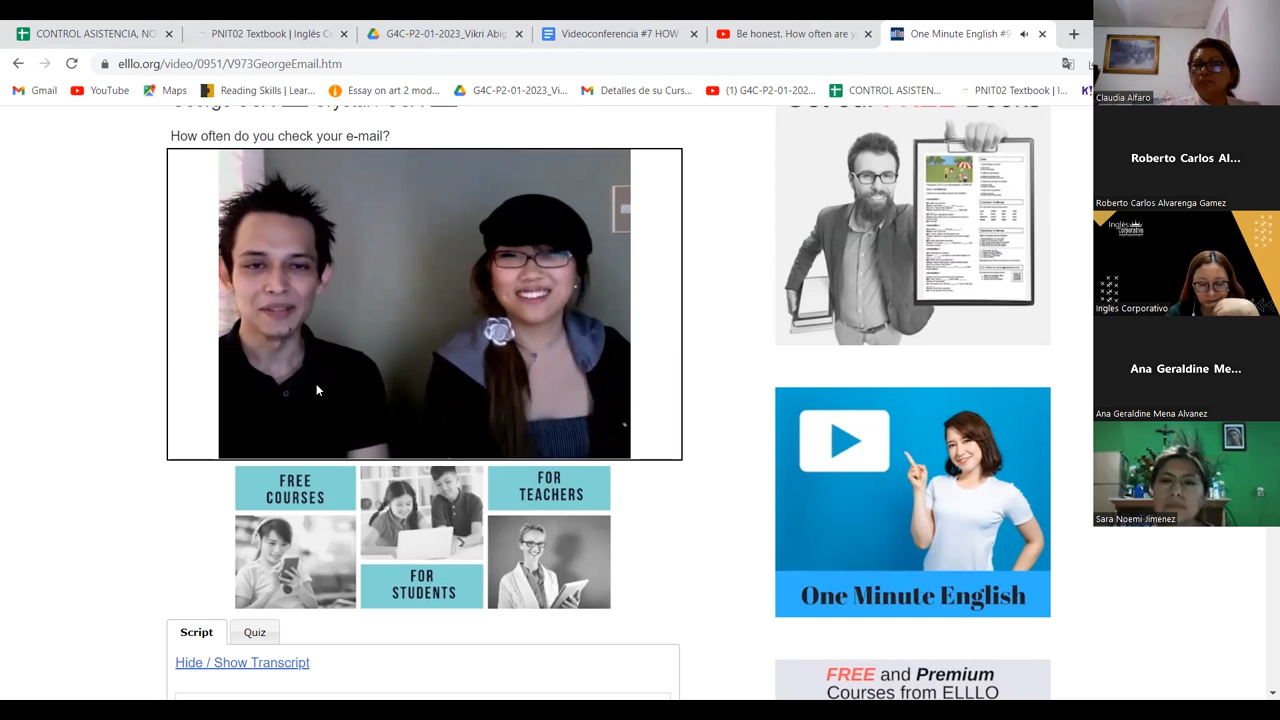 CONTROL ASISTENCIA, NO
PNIT02 Textbook | Inglés C
G4C-P2-01-2023_Vikri Abig
Videoconferencia #7 HOW
Be honest. How often are y
One Minute English #9
elllo.org/video/0951/V973GeorgeEmail.htm
Gmail
YouTube
Maps
Reading Skills | Lear...
Essay on art 2 mod...
G4C-P2-01-2023_Vi...
Detalles de su Curs...
(1) G4C-P2-01-202...
CONTROL ASISTEN...
PNIT02 Textbook | I...
How often do you check your e-mail?
FREE
COURSES
FOR
TEACHERS
FOR
STUDENTS
Script
Quiz
Hide / Show Transcript
One Minute English
FREE and Premium
Courses from ELLLO
Claudia Alfaro
Roberto Carlos Al...
Roberto Carlos Alvarenga Gamez
Inglés
Corporativo
Ingles Corporativo
Ana Geraldine Me...
Ana Geraldine Mena Alvanez
Sara Noemi Jimenez